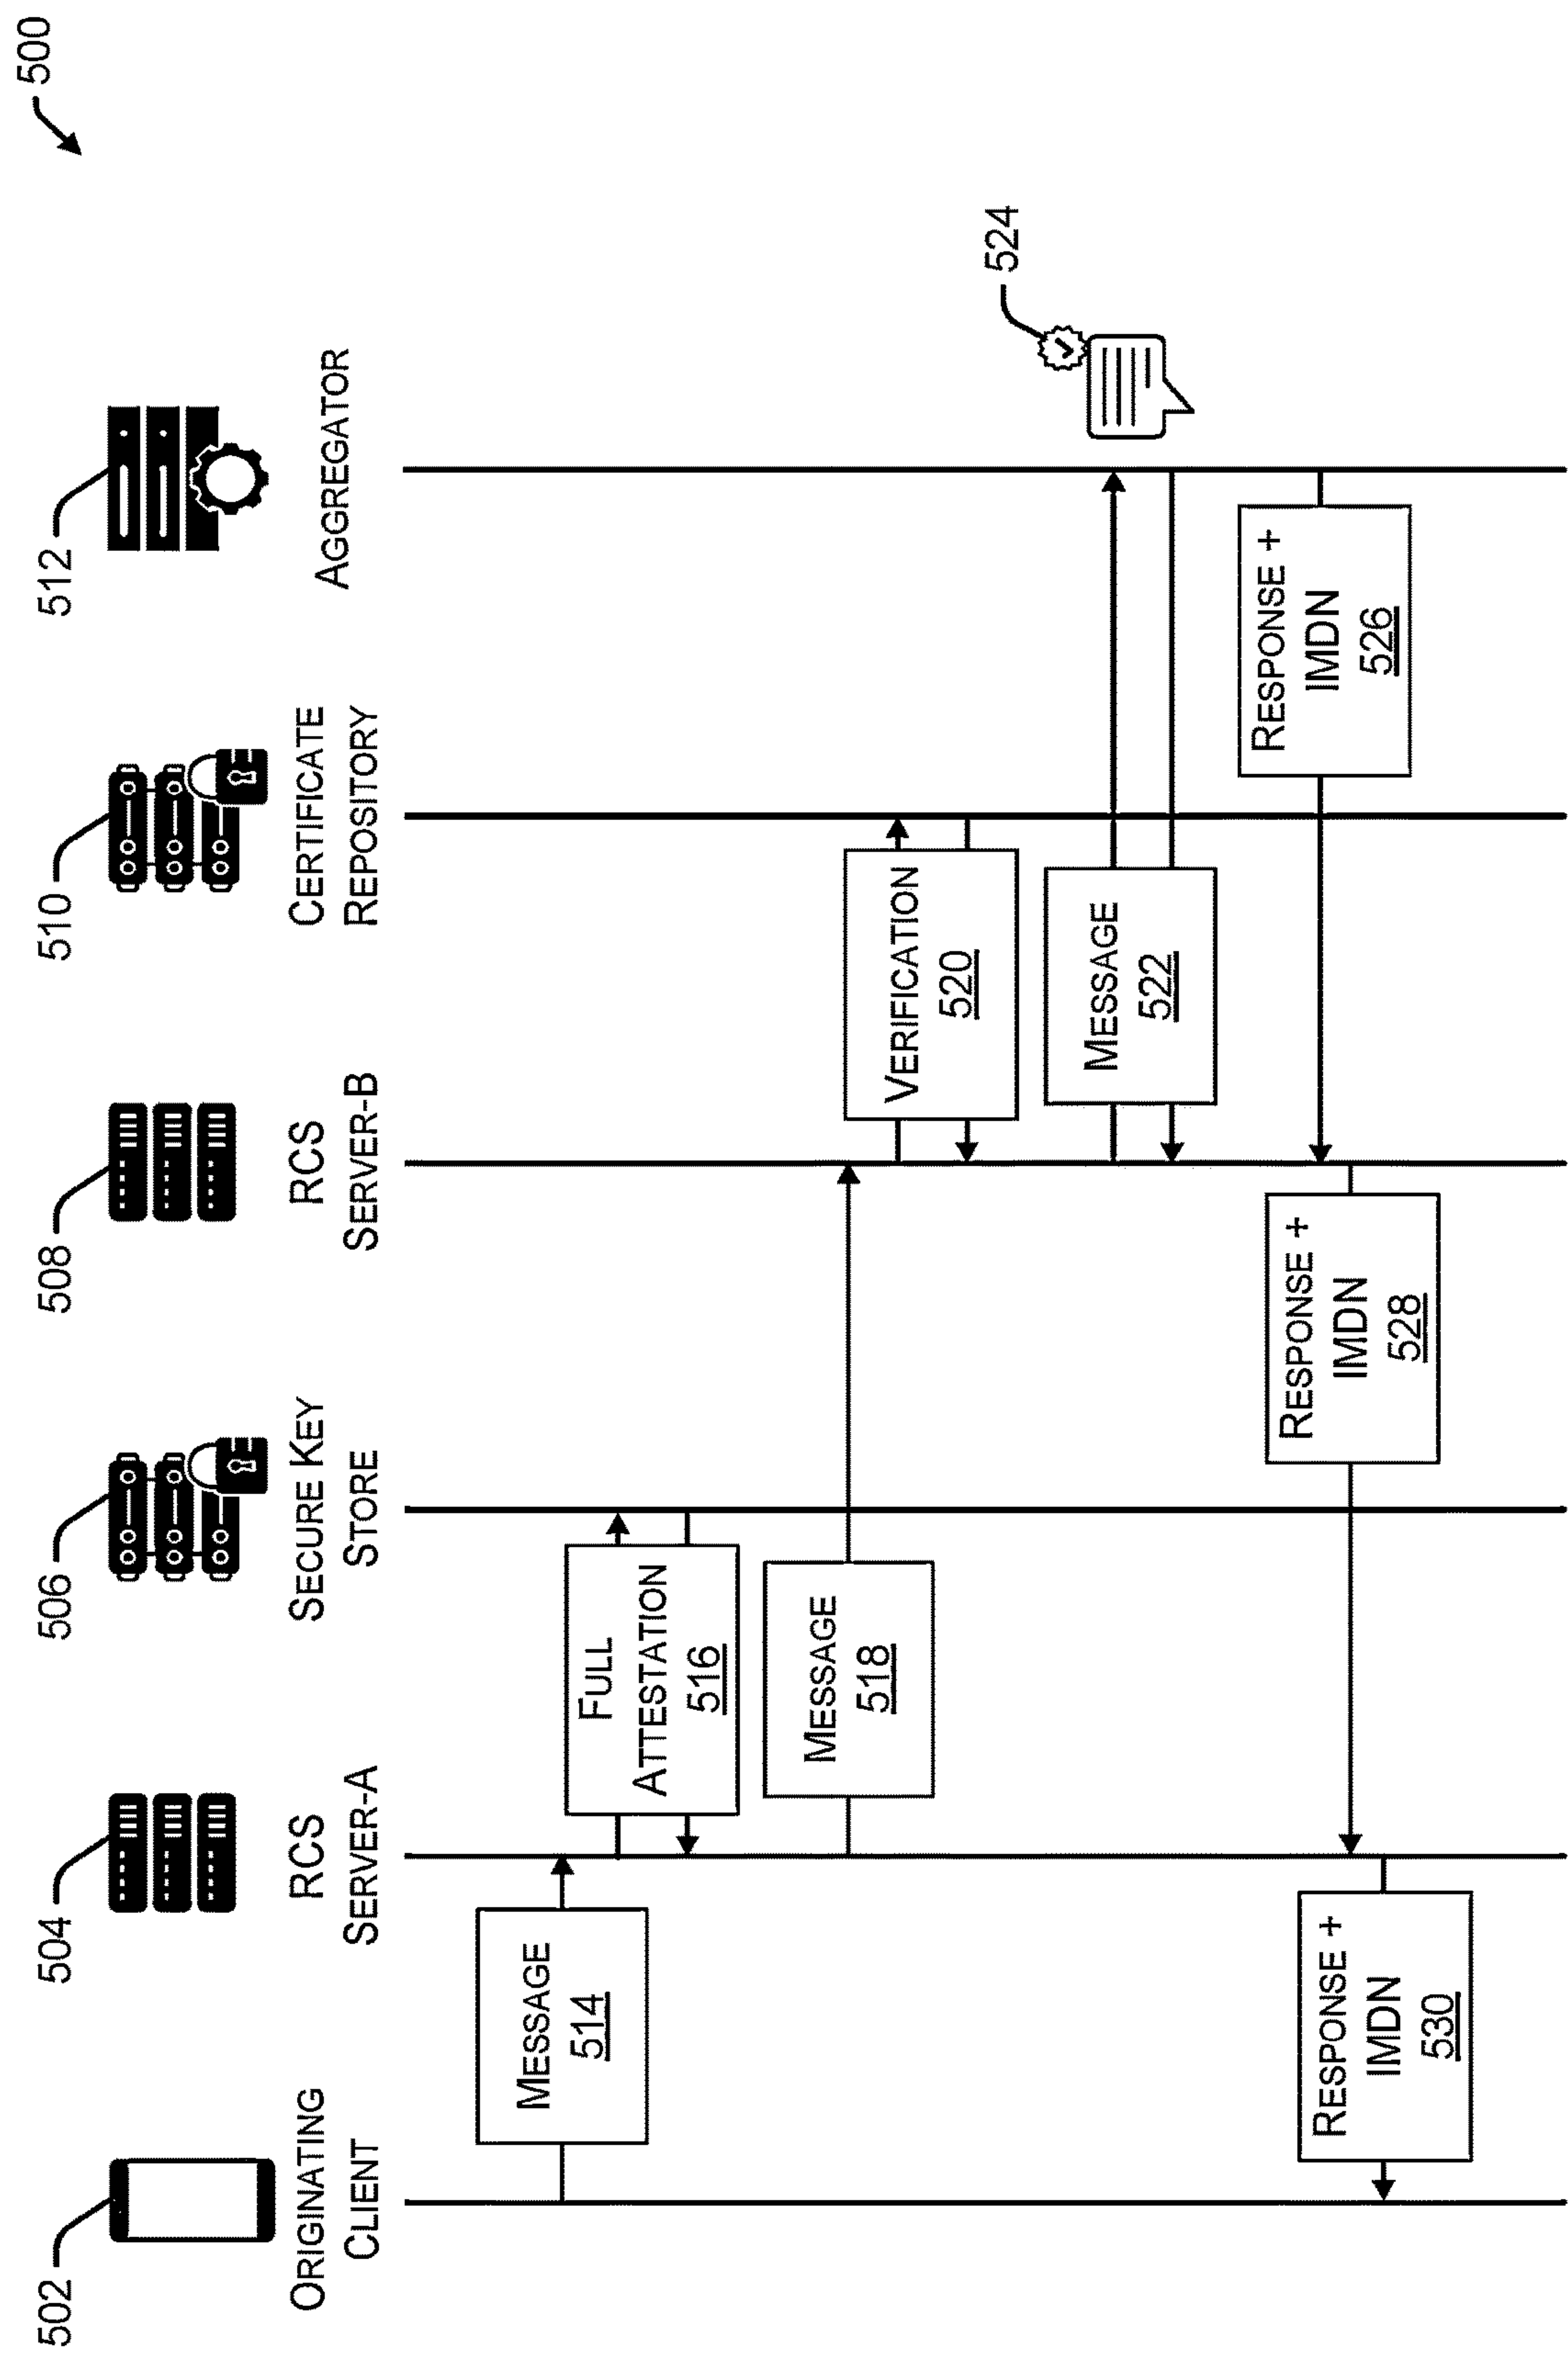 500
502
504
506
508
510
512
ORIGINATING
CLIENT
RCS
SERVER-A
SECURE KEY
STORE
RCS
SERVER-B
CERTIFICATE
REPOSITORY
AGGREGATOR
MESSAGE
514
FULL
ATTESTATION
516
MESSAGE
518
VERIFICATION
520
MESSAGE
522
524
RESPONSE +
IMDN
526
RESPONSE +
IMDN
528
RESPONSE +
IMDN
530